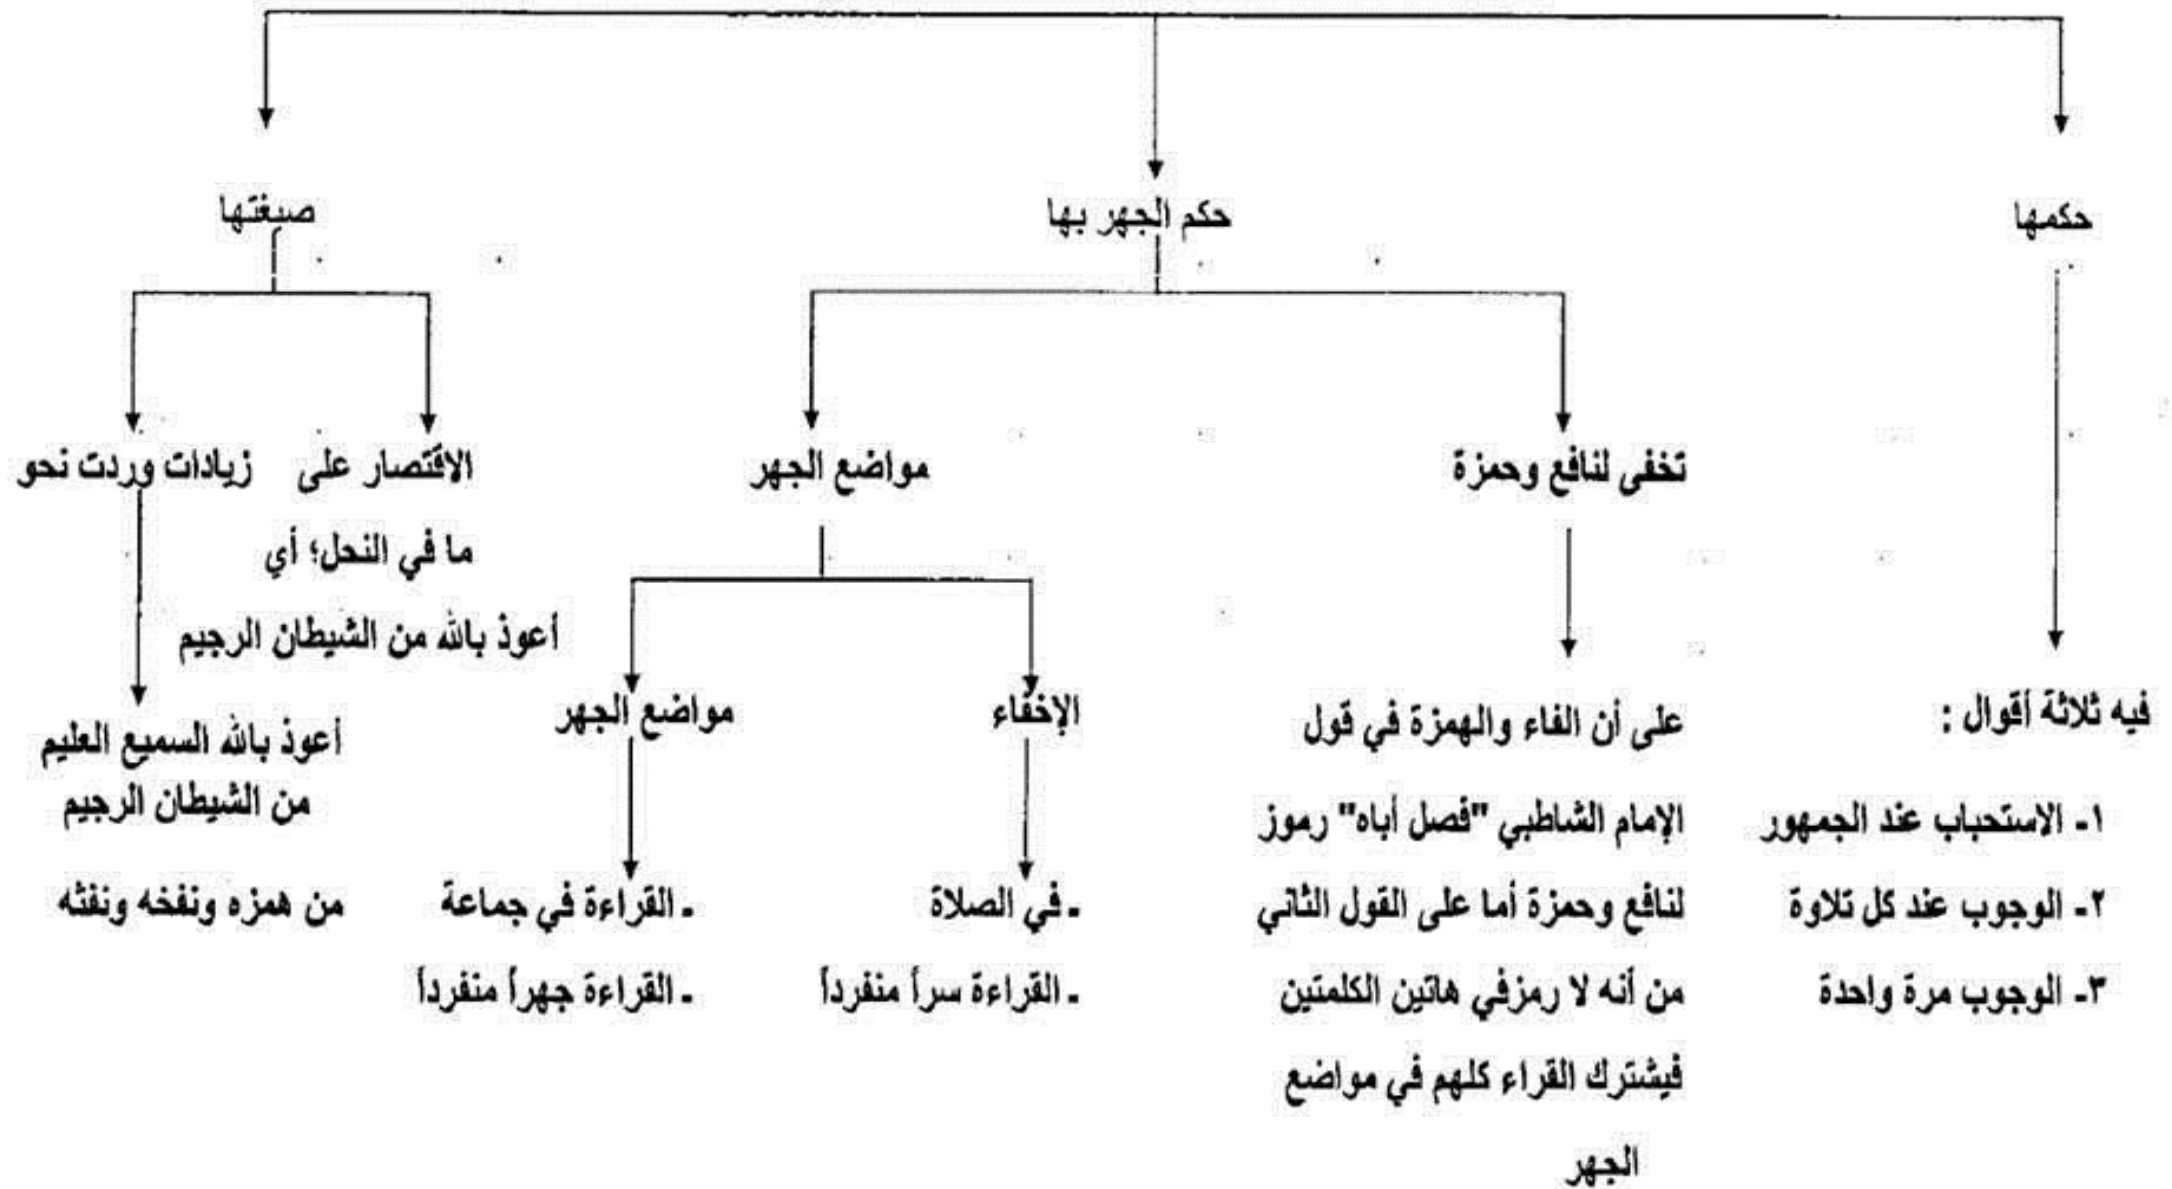 حكمها
حكم الجهر بها
صيغتها
تخفى لنافع وحمزة
مواضع الجهر
الاقتصار على
ما في النحل؛ أي
أعوذ بالله من الشيطان الرجيم
زيادات وردت نحو
فيه ثلاثة أقوال :
١- الاستحباب عند الجمهور
٢- الوجوب عند كل تلاوة
٣- الوجوب مرة واحدة
على أن الفاء والهمزة في قول
الإمام الشاطبي "فصل أباه" رموز
لنافع وحمزة أما على القول الثاني
من أنه لا رمزفي هاتين الكلمتين
فيشترك القراء كلهم في مواضع
الجهر
الإخفاء
- في الصلاة
- القراءة سراً منفرداً
مواضع الجهر
- القراءة في جماعة
- القراءة جهراً منفرداً
أعوذ بالله السميع العليم
من الشيطان الرجيم
من همزه ونفخه ونفثه